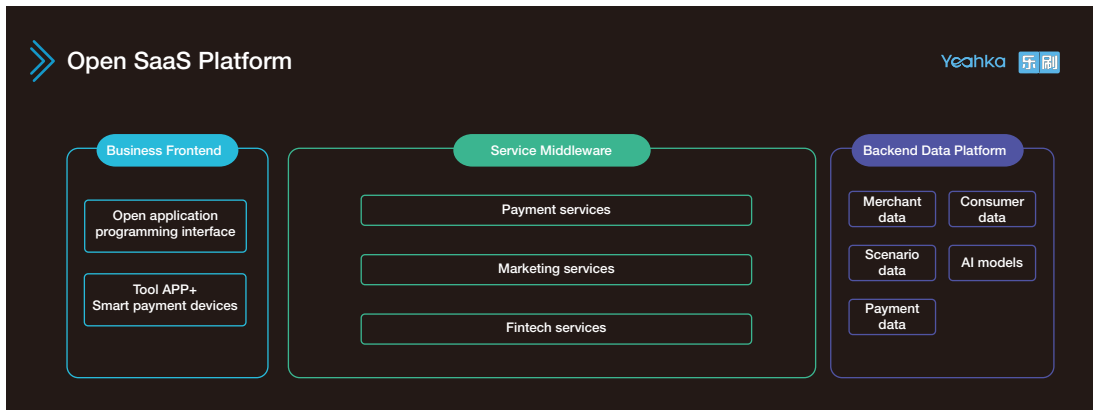 Open SaaS Platform
Yeahka 乐刷
Business Frontend
Open application
programming interface
Tool APP+
Smart payment devices
Service Middleware
Payment services
Marketing services
Fintech services
Backend Data Platform
Merchant
data
Consumer
data
Scenario
data
AI models
Payment
data